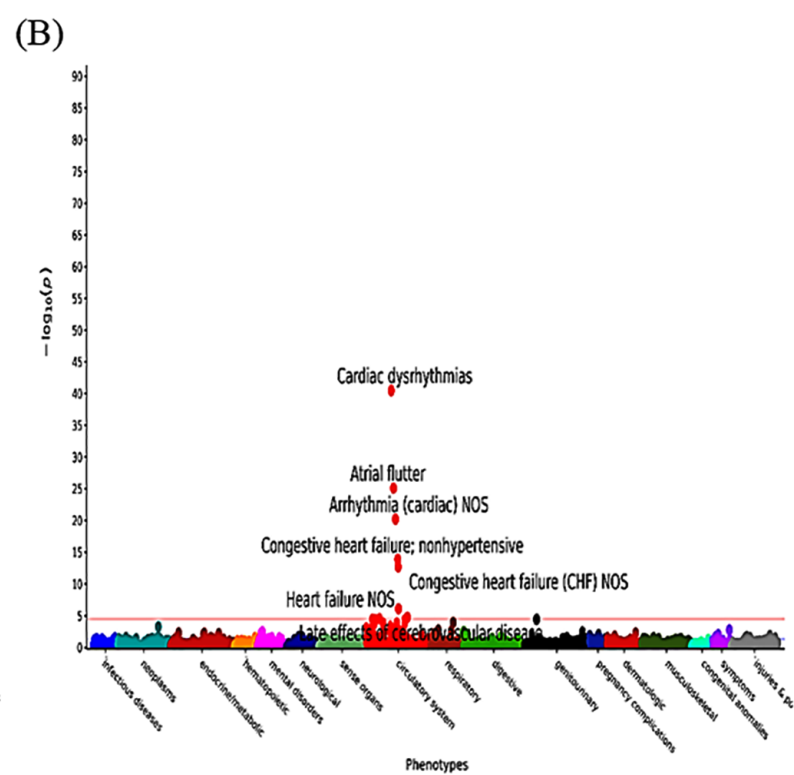 (B)
90
85
80
75
70
65
60
55
50
45
40
35
30
25
20
15
10
5
0
− log₁₀(p)
Cardiac dysrhythmias
Atrial flutter
Arrhythmia (cardiac) NOS
Congestive heart failure; nonhypertensive
Congestive heart failure (CHF) NOS
Heart failure NOS
Late effects of cerebrovascular disease
infectious diseases
neoplasms
endocrine/metabolic
hematopoietic
mental disorders
neurological
sense organs
circulatory system
respiratory
digestive
genitourinary
pregnancy complications
dermatologic
musculoskeletal
congenital anomalies
symptoms
injuries & po
Phenotypes